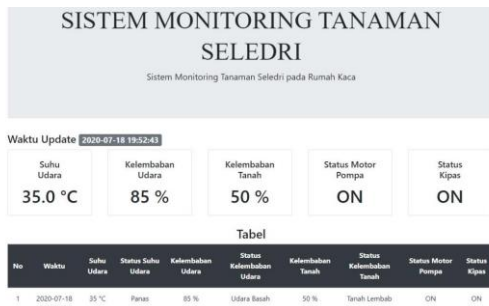 SISTEM MONITORING TANAMAN
SELEDRI
Sistem Monitoring Tanaman Seledri pada Rumah Kaca
Waktu Update 2020-07-18 19:52:43
Suhu
Udara
35.0 °C
Kelembaban
Udara
85 %
Kelembaban
Tanah
50 %
Status Motor
Pompa
ON
Status
Kipas
ON
Tabel
No Waktu Suhu Udara Status Suhu Udara Kelembaban Udara Status Kelembaban Udara Kelembaban Tanah Status Kelembaban Tanah Status Motor Pompa Status Kipas
1 2020-07-18 35 °C Panas 85 % Udara Basah 50 % Tanah Lembab ON ON